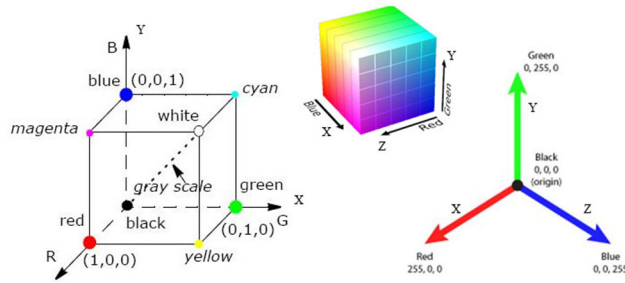 B
Y
blue (0,0,1)
cyan
magenta
white
gray scale
green
X
red
black
G
(0,1,0)
R
(1,0,0)
yellow
Y
Green
Blue
X
Z
Red
Green
0, 255, 0
Y
Black
0, 0, 0
(origin)
X
Z
Red
255, 0, 0
Blue
0, 0, 255